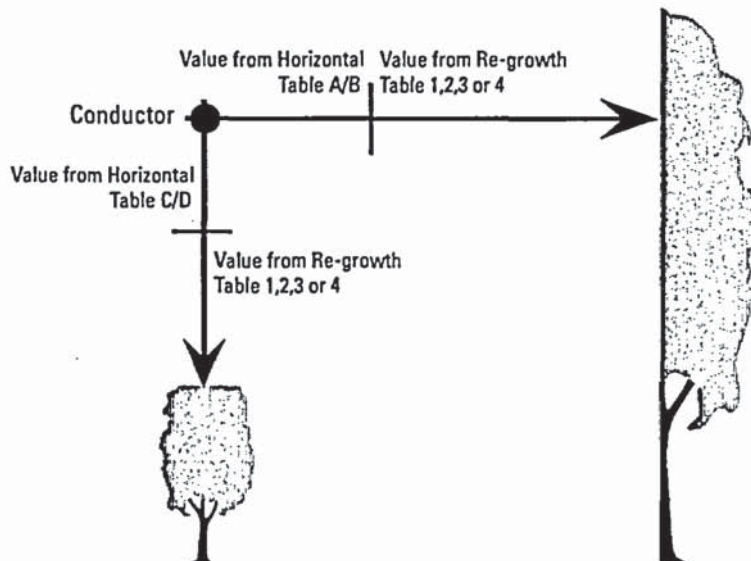 Value from Horizontal
Table A/B
Value from Re-growth
Table 1,2,3 or 4
Conductor
Value from Horizontal
Table C/D
Value from Re-growth
Table 1,2,3 or 4